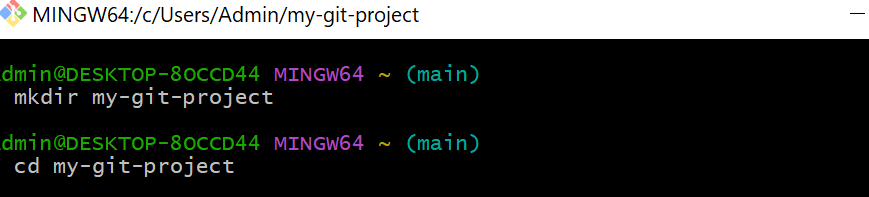 MINGW64:/c/Users/Admin/my-git-project
dmin@DESKTOP-8OCCD44 MINGW64 ~ (main)
mkdir my-git-project
dmin@DESKTOP-8OCCD44 MINGW64 ~ (main)
cd my-git-project